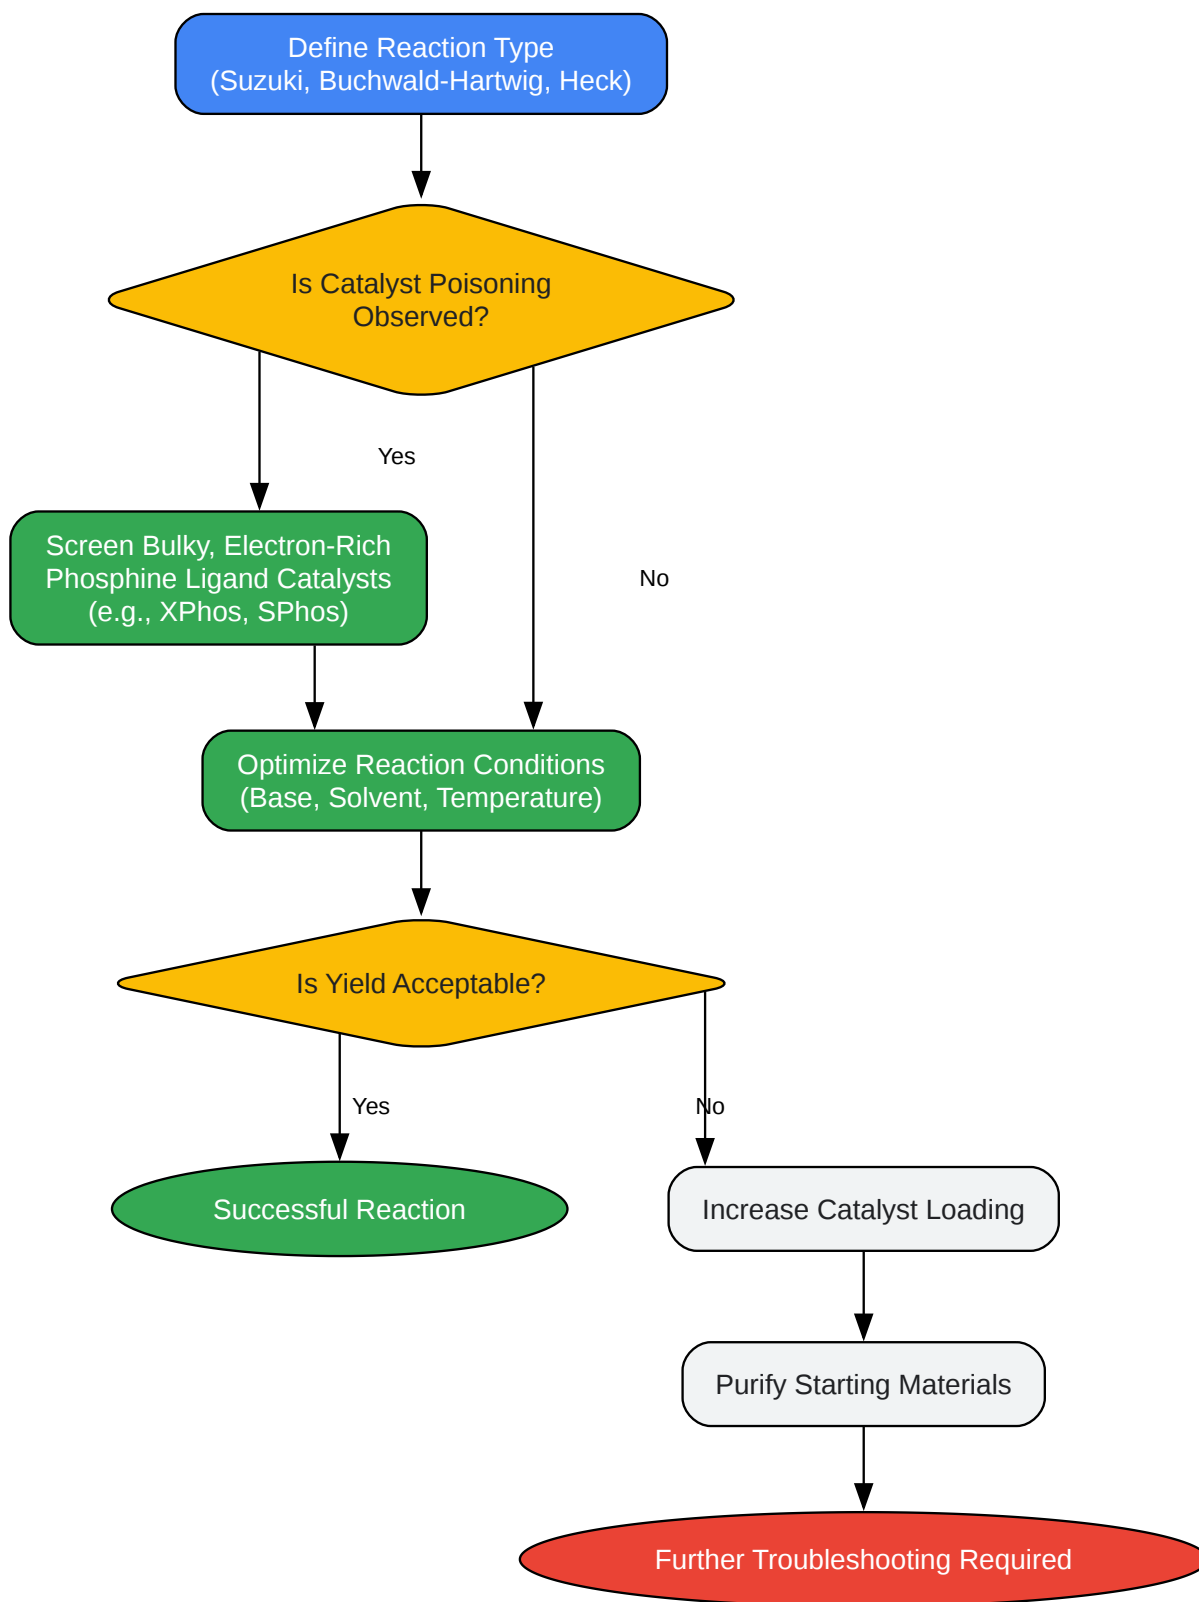 Define Reaction Type
(Suzuki, Buchwald-Hartwig, Heck)
Is Catalyst Poisoning
Observed?
Yes
No
Screen Bulky, Electron-Rich
Phosphine Ligand Catalysts
(e.g., XPhos, SPhos)
Optimize Reaction Conditions
(Base, Solvent, Temperature)
Is Yield Acceptable?
Yes
No
Successful Reaction
Increase Catalyst Loading
Purify Starting Materials
Further Troubleshooting Required